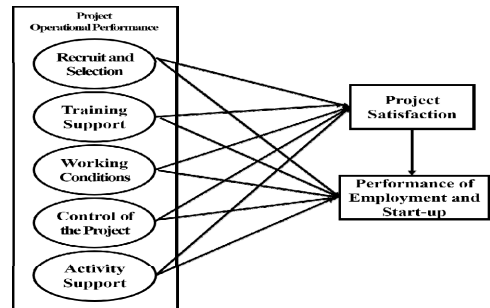 Project
Operational Performance
Recruit and
Selection
Training
Support
Working
Conditions
Control of
the Project
Activity
Support
Project
Satisfaction
Performance of
Employment and
Start-up